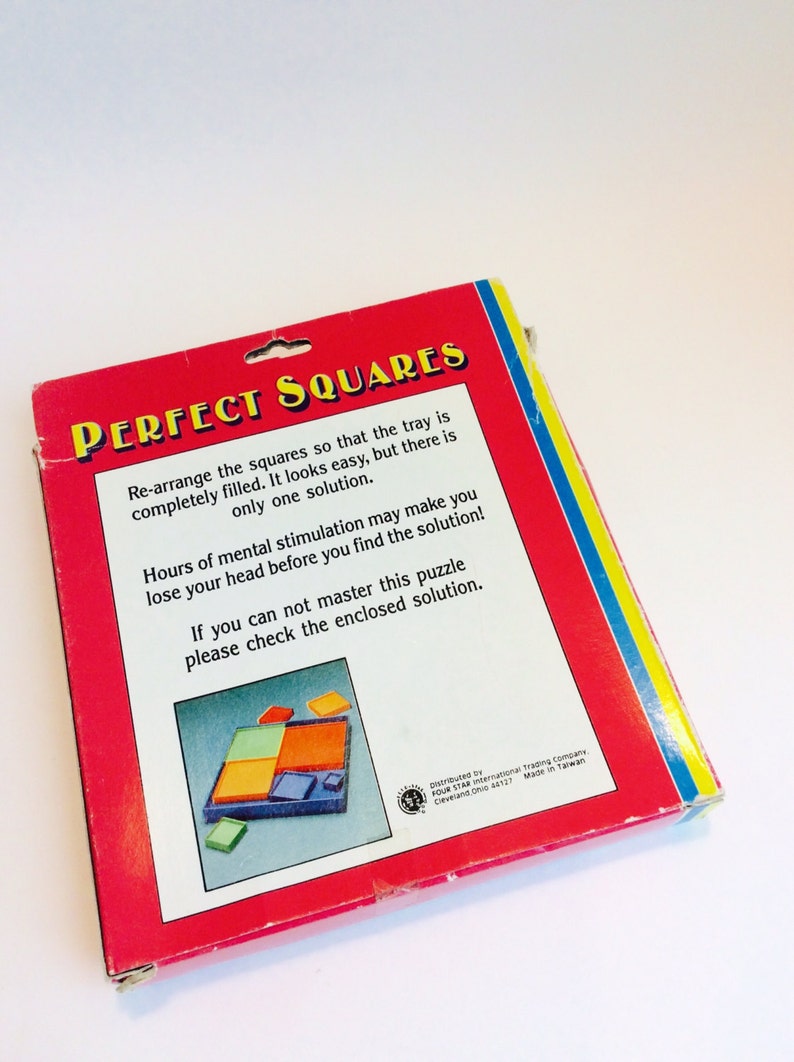 PERFECT SQUARES
Re-arrange the squares so that the tray is
completely filled. It looks easy, but there is
only one solution.
Hours of mental stimulation may make you
lose your head before you find the solution!
If you can not master this puzzle
please check the enclosed solution.
Distributed by
FOUR STAR International Trading Company.
Cleveland,Ohio 44127 Made in Taiwan